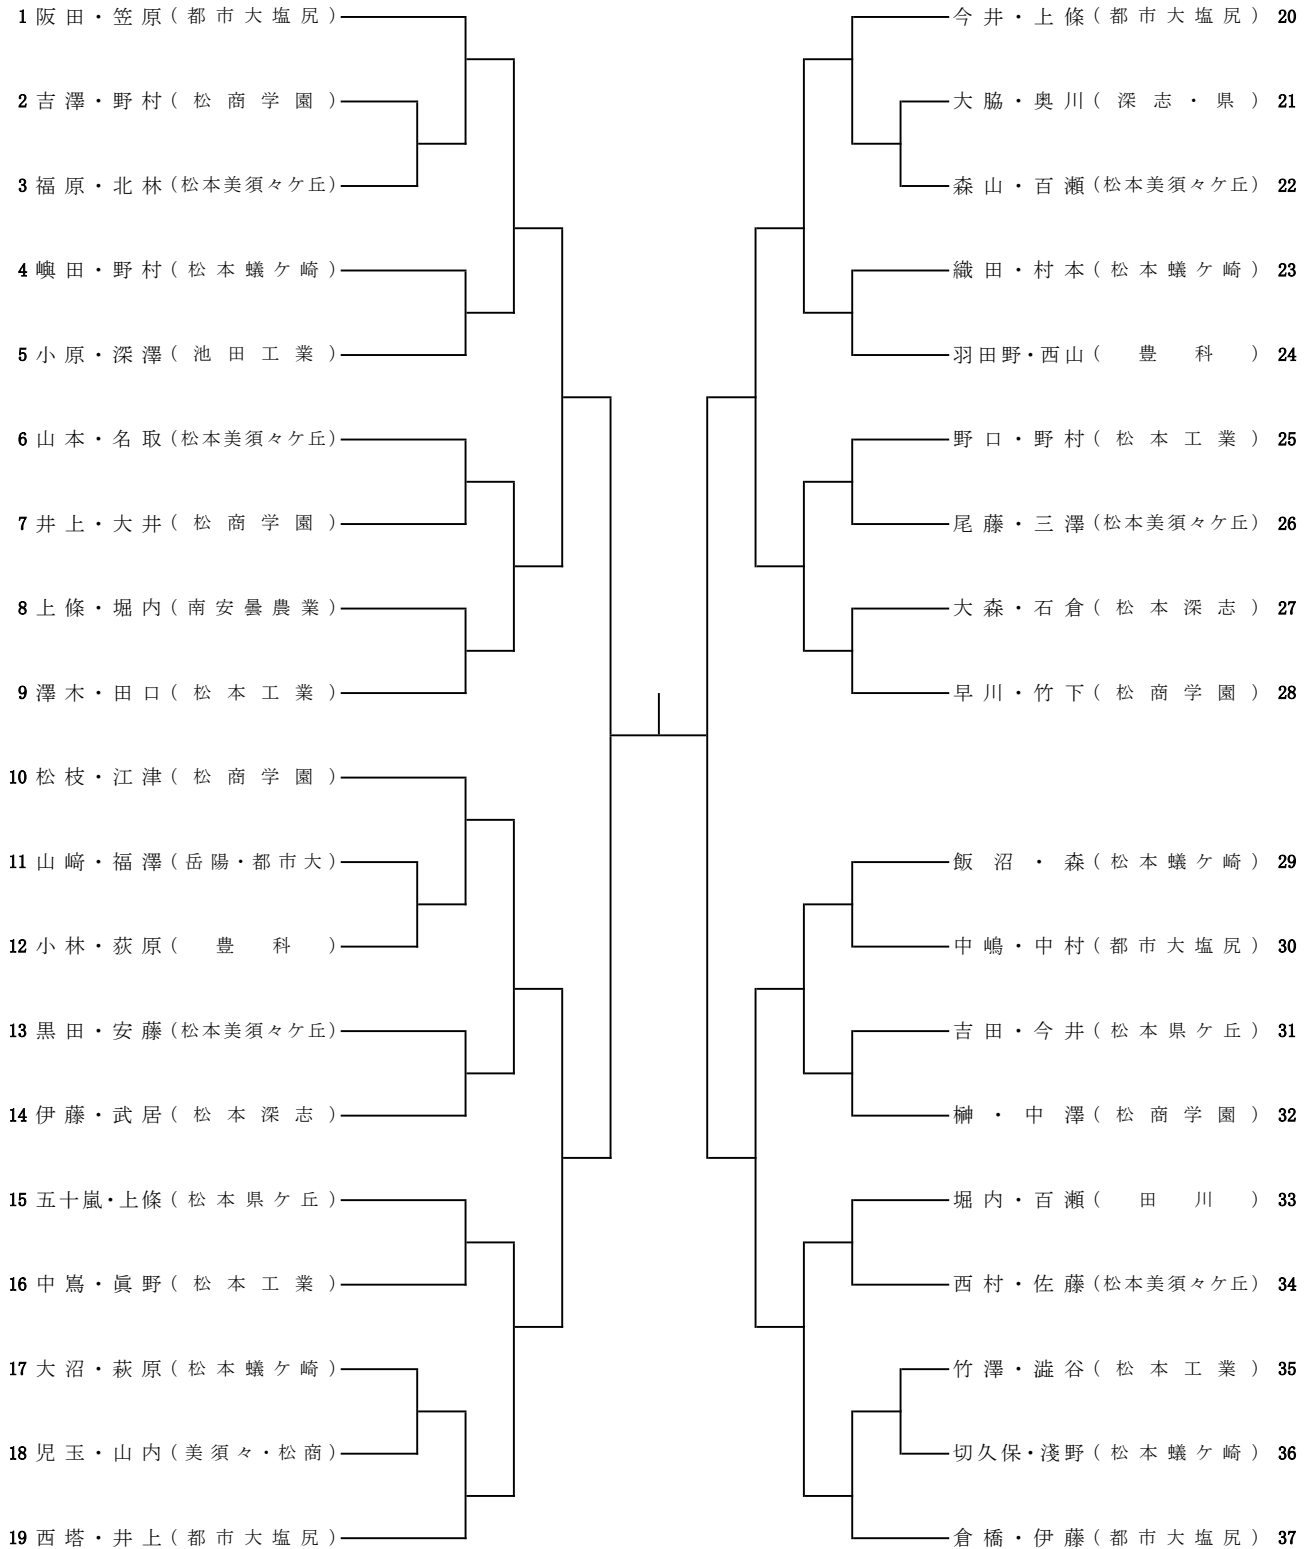 1 阪田・笠原(都市大塩尻)
2 吉澤・野村(松商学園)
3 福原・北林(松本美須々ケ丘)
4 嶼田・野村(松本蟻ケ崎)
5 小原・深澤(池田工業)
6 山本・名取(松本美須々ケ丘)
7 井上・大井(松商学園)
8 上條・堀内(南安曇農業)
9 澤木・田口(松本工業)
10 松枝・江津(松商学園)
11 山﨑・福澤(岳陽・都市大)
12 小林・荻原(豊科)
13 黒田・安藤(松本美須々ケ丘)
14 伊藤・武居(松本深志)
15 五十嵐・上條(松本県ケ丘)
16 中嶌・眞野(松本工業)
17 大沼・萩原(松本蟻ケ崎)
18 児玉・山内(美須々・松商)
19 西塔・井上(都市大塩尻)
今井・上條(都市大塩尻) 20
大脇・奥川(深志・県) 21
森山・百瀬(松本美須々ケ丘) 22
織田・村本(松本蟻ケ崎) 23
羽田野・西山(豊科) 24
野口・野村(松本工業) 25
尾藤・三澤(松本美須々ケ丘) 26
大森・石倉(松本深志) 27
早川・竹下(松商学園) 28
飯沼・森(松本蟻ケ崎) 29
中嶋・中村(都市大塩尻) 30
吉田・今井(松本県ケ丘) 31
榊・中澤(松商学園) 32
堀内・百瀬(田川) 33
西村・佐藤(松本美須々ケ丘) 34
竹澤・澁谷(松本工業) 35
切久保・淺野(松本蟻ケ崎) 36
倉橋・伊藤(都市大塩尻) 37